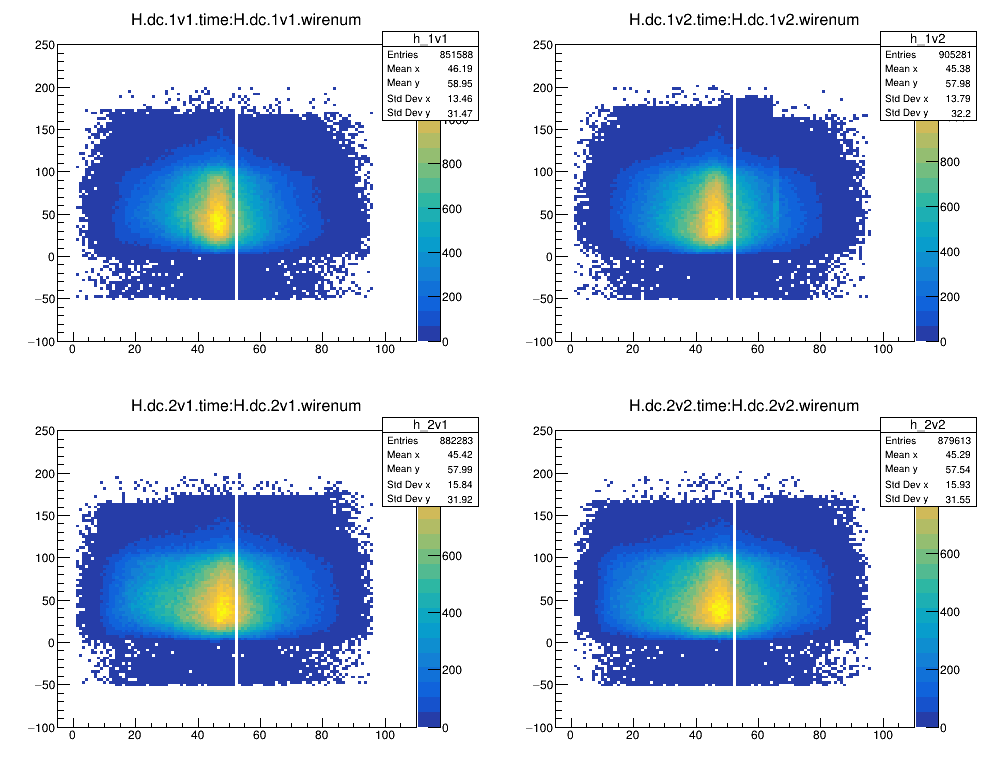 H.dc.1v1.time:H.dc.1v1.wirenum
h_1v1
Entries 851588
Mean x 46.19
Mean y 58.95
Std Dev x 13.46
Std Dev y 31.47
250
200
150
100
50
0
−50
−100
0 20 40 60 80 100
800
600
400
200
0
H.dc.1v2.time:H.dc.1v2.wirenum
h_1v2
Entries 905281
Mean x 45.38
Mean y 57.98
Std Dev x 13.79
Std Dev y 32.2
250
200
150
100
50
0
−50
−100
0 20 40 60 80 100
800
600
400
200
0
H.dc.2v1.time:H.dc.2v1.wirenum
h_2v1
Entries 882283
Mean x 45.42
Mean y 57.99
Std Dev x 15.84
Std Dev y 31.92
250
200
150
100
50
0
−50
−100
0 20 40 60 80 100
600
400
200
0
H.dc.2v2.time:H.dc.2v2.wirenum
h_2v2
Entries 879613
Mean x 45.29
Mean y 57.54
Std Dev x 15.93
Std Dev y 31.55
250
200
150
100
50
0
−50
−100
0 20 40 60 80 100
600
400
200
0